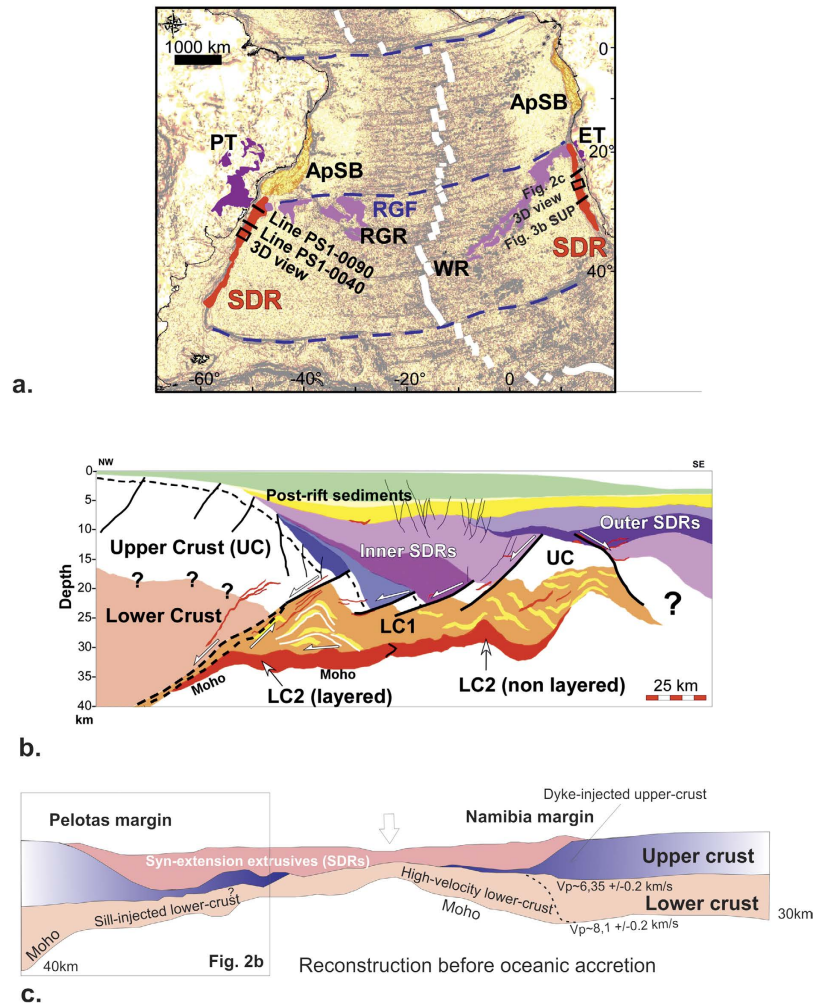 1000 km
0
ApSB
ET
PT
20°
ApSB
Fig. 2c
3D view
Fig. 3b SUP
RGF
RGR
Line PS1-0090
Line PS1-0040
3D view
WR
SDR
40°
SDR
-60°
-40°
-20°
0
a.
NW
SE
0
Post-rift sediments
5
Outer SDRs
10
Upper Crust (UC)
Inner SDRs
UC
15
? ? ?
Depth
20
Lower Crust
?
25
LC1
30
Moho
Moho
35
LC2 (layered)
LC2 (non layered)
25 km
40
km
b.
Dyke-injected upper-crust
Pelotas margin
Namibia margin
Syn-extension extrusives (SDRs)
Upper crust
?
High-velocity lower-crust
Vp~6,35 +/-0.2 km/s
Sill-injected lower-crust
Lower crust
Moho
Moho
30km
Vp~8,1 +/-0.2 km/s
40km
Fig. 2b
Reconstruction before oceanic accretion
c.